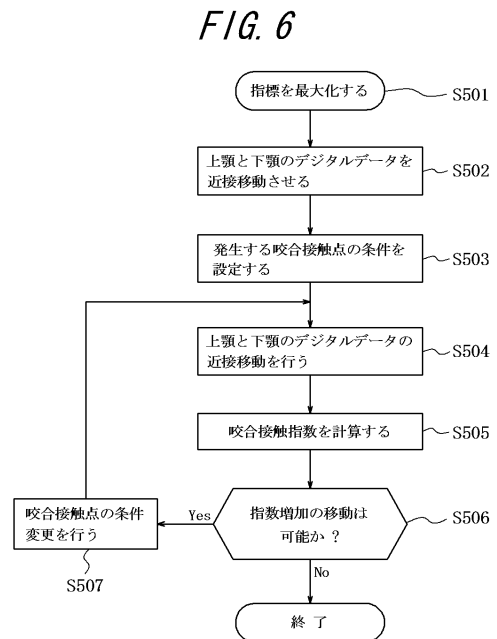 FIG. 6
指標を最大化する
S501
上顎と下顎のデジタルデータを
近接移動させる
S502
発生する咬合接触点の条件を
設定する
S503
上顎と下顎のデジタルデータの
近接移動を行う
S504
咬合接触指数を計算する
S505
指数増加の移動は
可能か?
S506
Yes
咬合接触点の条件
変更を行う
S507
No
終了